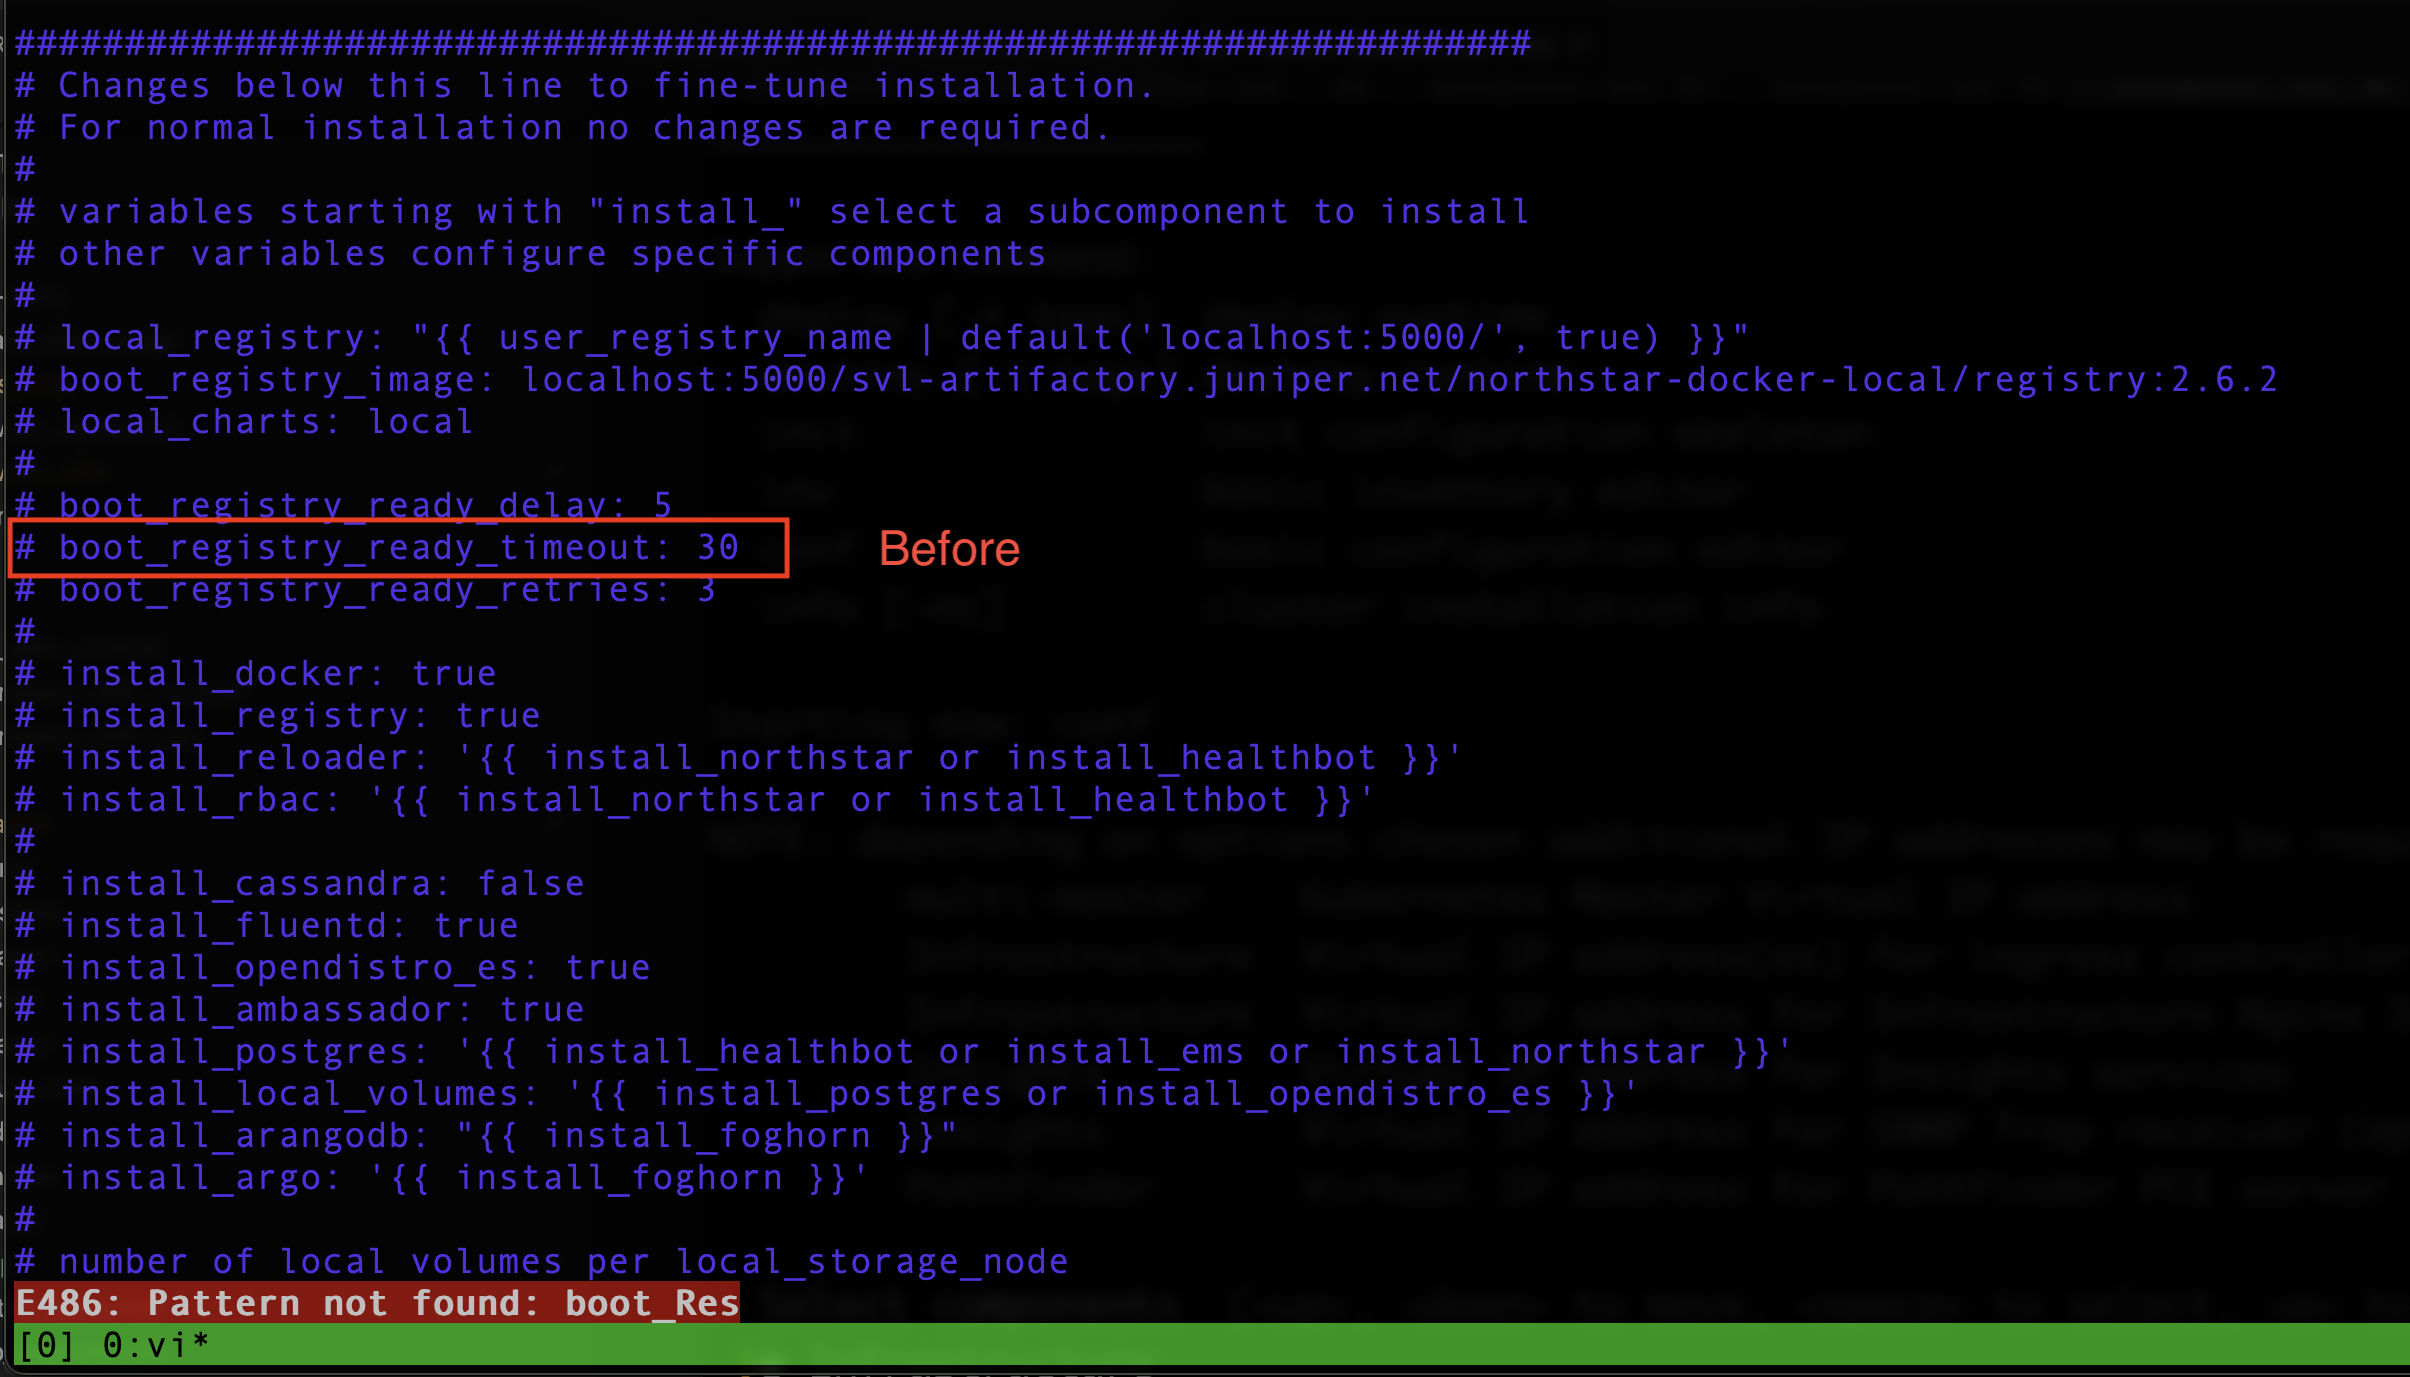 #####################################################################
# Changes below this line to fine-tune installation.
# For normal installation no changes are required.
#
# variables starting with "install_" select a subcomponent to install
# other variables configure specific components
#
# local_registry: "{{ user_registry_name | default('localhost:5000/', true) }}"
# boot_registry_image: localhost:5000/svl-artifactory.juniper.net/northstar-docker-local/registry:2.6.2
# local_charts: local
#
# boot_registry_ready_delay: 5
# boot_registry_ready_timeout: 30
Before
# boot_registry_ready_retries: 3
#
# install_docker: true
# install_registry: true
# install_reloader: '{{ install_northstar or install_healthbot }}'
# install_rbac: '{{ install_northstar or install_healthbot }}'
#
# install_cassandra: false
# install_fluentd: true
# install_opendistro_es: true
# install_ambassador: true
# install_postgres: '{{ install_healthbot or install_ems or install_northstar }}'
# install_local_volumes: '{{ install_postgres or install_opendistro_es }}'
# install_arangodb: "{{ install_foghorn }}"
# install_argo: '{{ install_foghorn }}'
#
# number of local volumes per local_storage_node
E486: Pattern not found: boot_Res
[0] 0:vi*